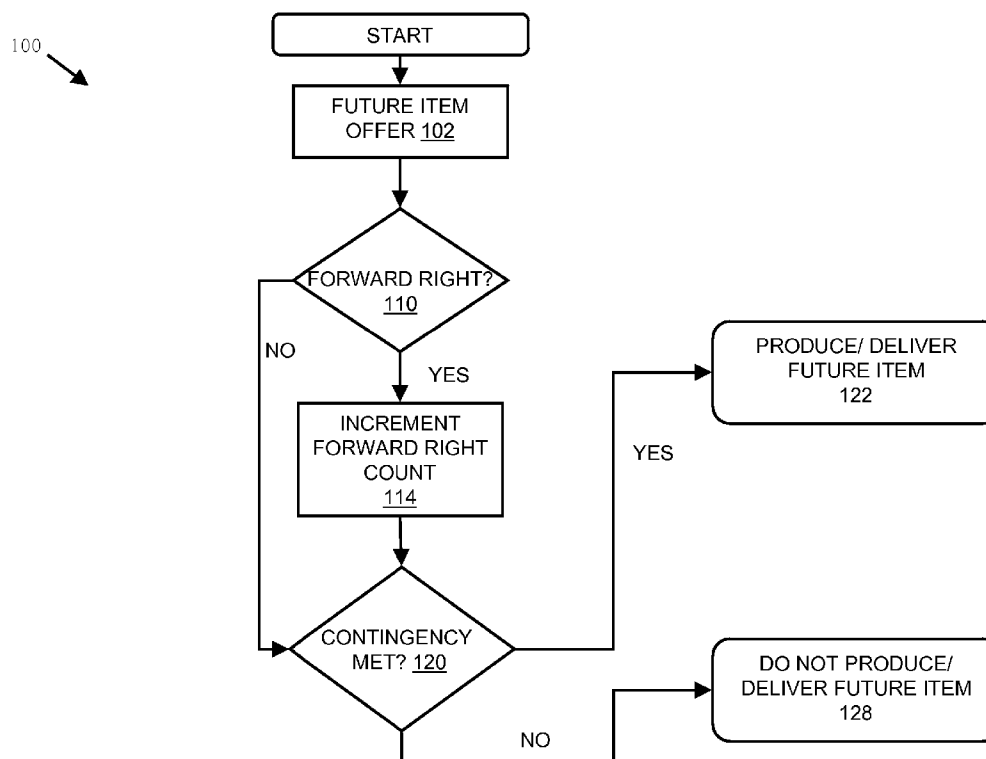 100
START
FUTURE ITEM
OFFER 102
FORWARD RIGHT?
110
NO
YES
INCREMENT
FORWARD RIGHT
COUNT
114
CONTINGENCY
MET? 120
YES
PRODUCE/ DELIVER
FUTURE ITEM
122
NO
DO NOT PRODUCE/
DELIVER FUTURE ITEM
128